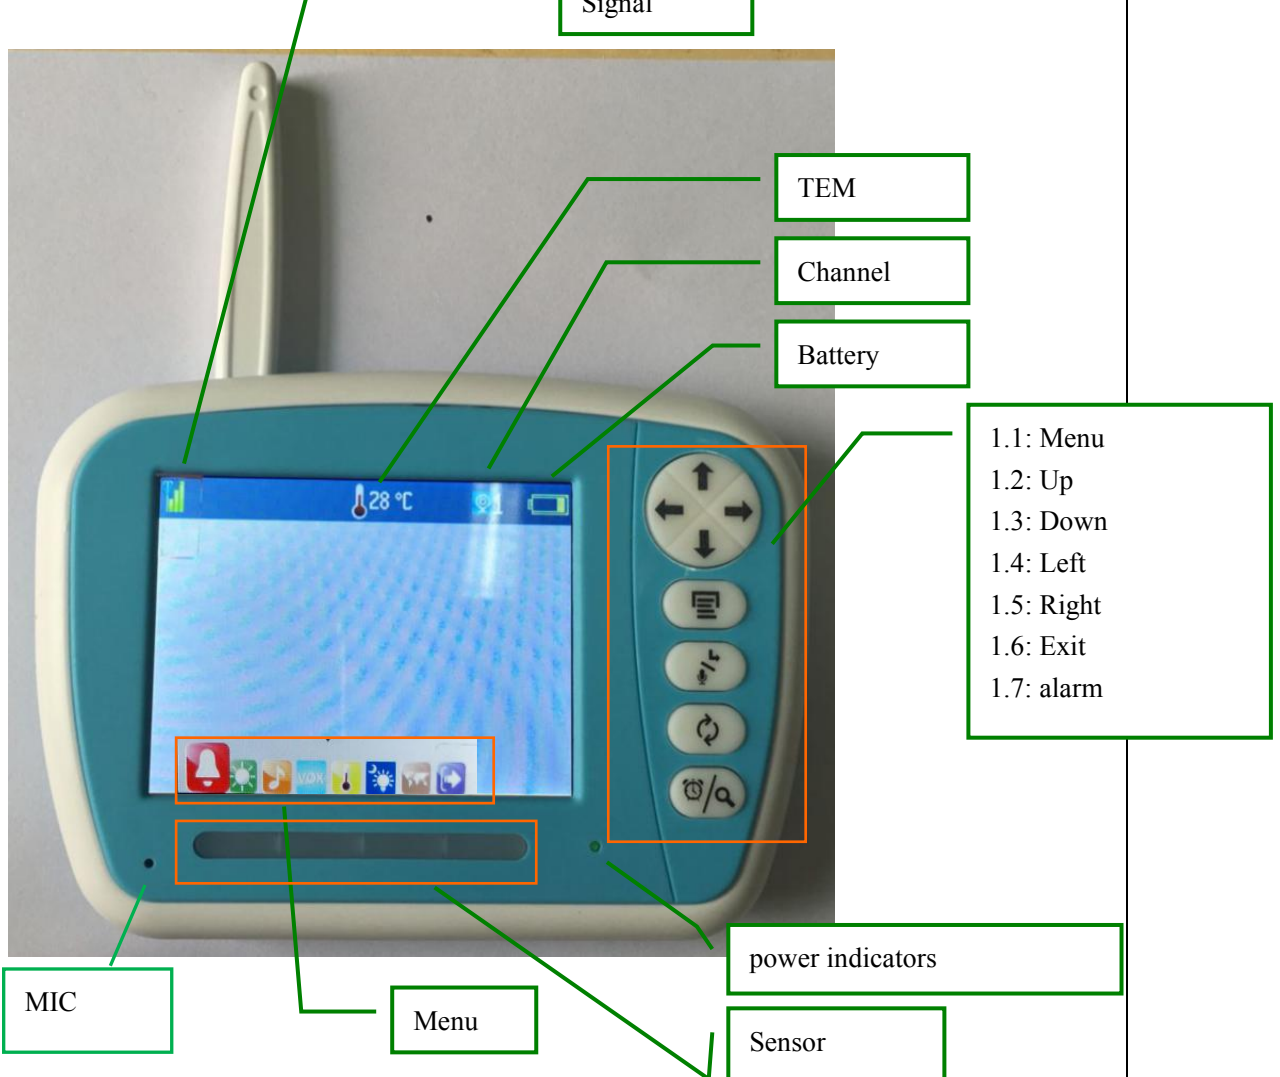 Signal
TEM
Channel
Battery
1.1: Menu
1.2: Up
1.3: Down
1.4: Left
1.5: Right
1.6: Exit
1.7: alarm
28 °C
1
VOX
power indicators
MIC
Menu
Sensor